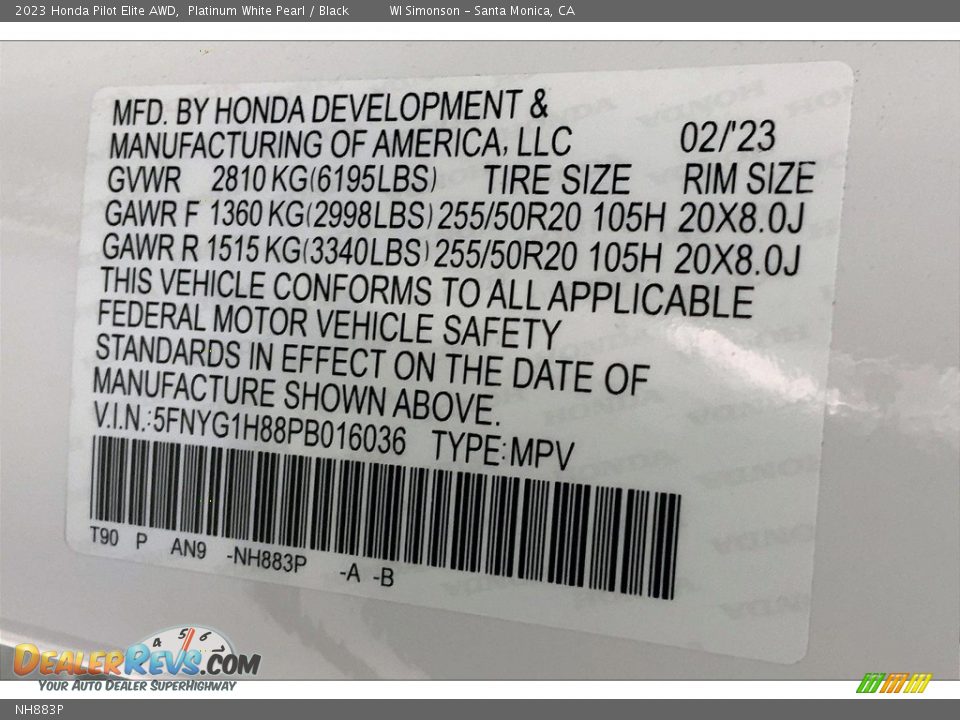 2023 Honda Pilot Elite AWD, Platinum White Pearl / Black WI Simonson - Santa Monica, CA
MFD. BY HONDA DEVELOPMENT &
MANUFACTURING OF AMERICA, LLC 02/'23
GVWR 2810 KG(6195LBS) TIRE SIZE RIM SIZE
GAWR F 1360 KG(2998LBS) 255/50R20 105H 20X8.0J
GAWR R 1515 KG(3340LBS) 255/50R20 105H 20X8.0J
THIS VEHICLE CONFORMS TO ALL APPLICABLE
FEDERAL MOTOR VEHICLE SAFETY
STANDARDS IN EFFECT ON THE DATE OF
MANUFACTURE SHOWN ABOVE.
V.I.N.:5FNYG1H88PB016036 TYPE:MPV
T90 P AN9 -NH883P -A -B
4 5 6
DEALERREVS.COM
YOUR AUTO DEALER SUPERHIGHWAY
NH883P